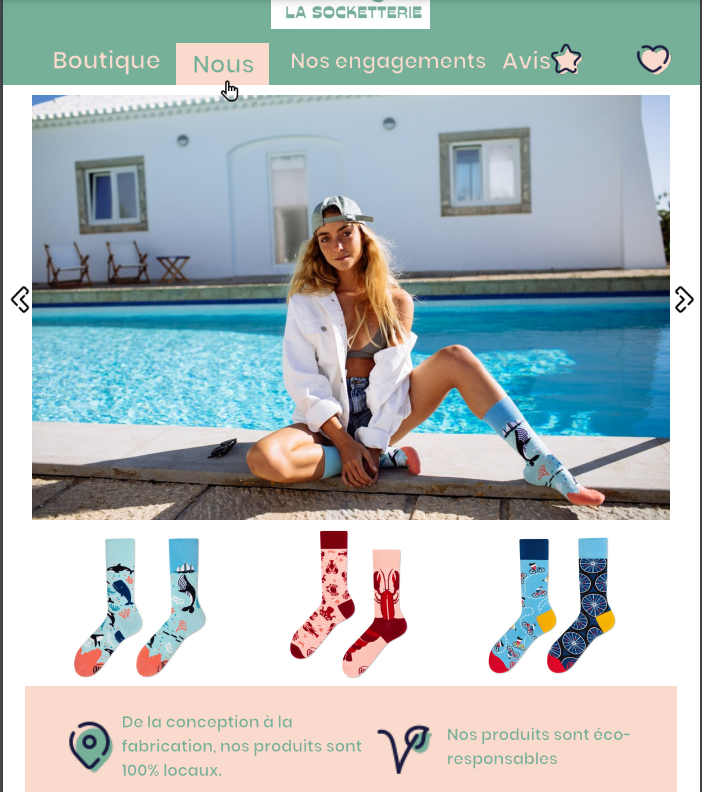 LA SOCKETTERIE
Boutique
Nous
Nos engagements
Avis
De la conception à la
fabrication, nos produits sont
100% locaux.
Nos produits sont éco-
responsables